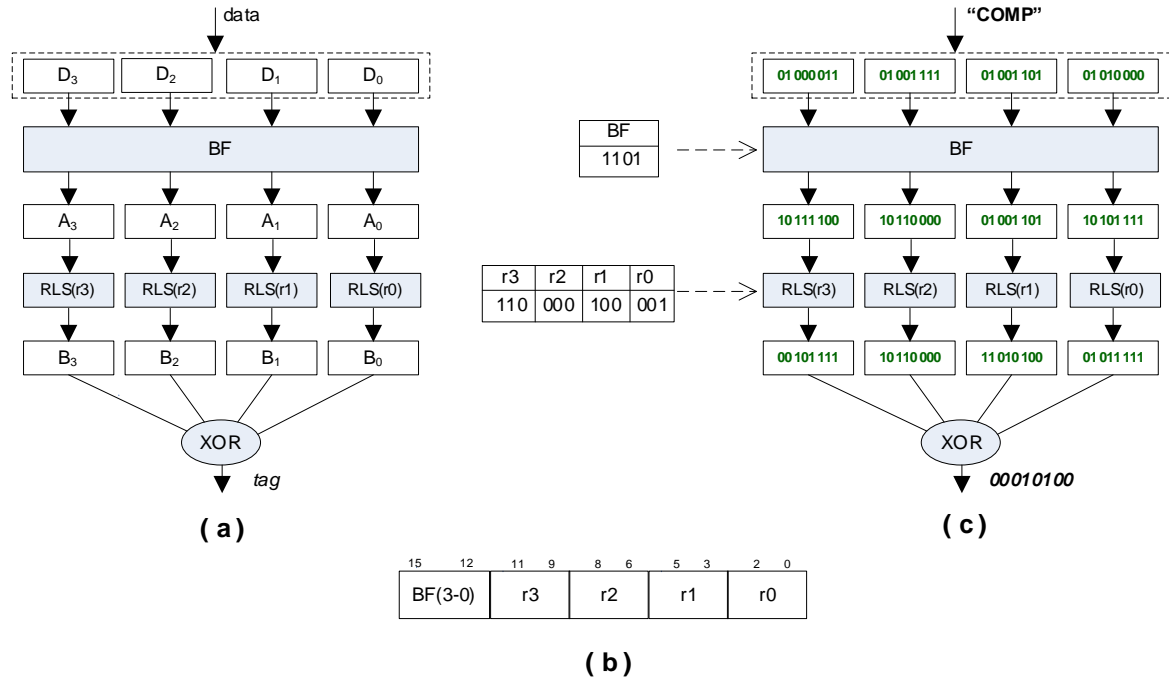 data
D3 D2 D1 D0
BF
A3 A2 A1 A0
RLS(r3) RLS(r2) RLS(r1) RLS(r0)
B3 B2 B1 B0
XOR
tag
( a )
“COMP”
01 000 011 01 001 111 01 001 101 01 010 000
BF
1101
BF
10 111 100 10 110 000 01 001 101 10 101 111
r3 r2 r1 r0
110 000 100 001
RLS(r3) RLS(r2) RLS(r1) RLS(r0)
00 101 111 10 110 000 11 010 100 01 011 111
XOR
00010100
( c )
15 12 11 9 8 6 5 3 2 0
BF(3-0) r3 r2 r1 r0
( b )